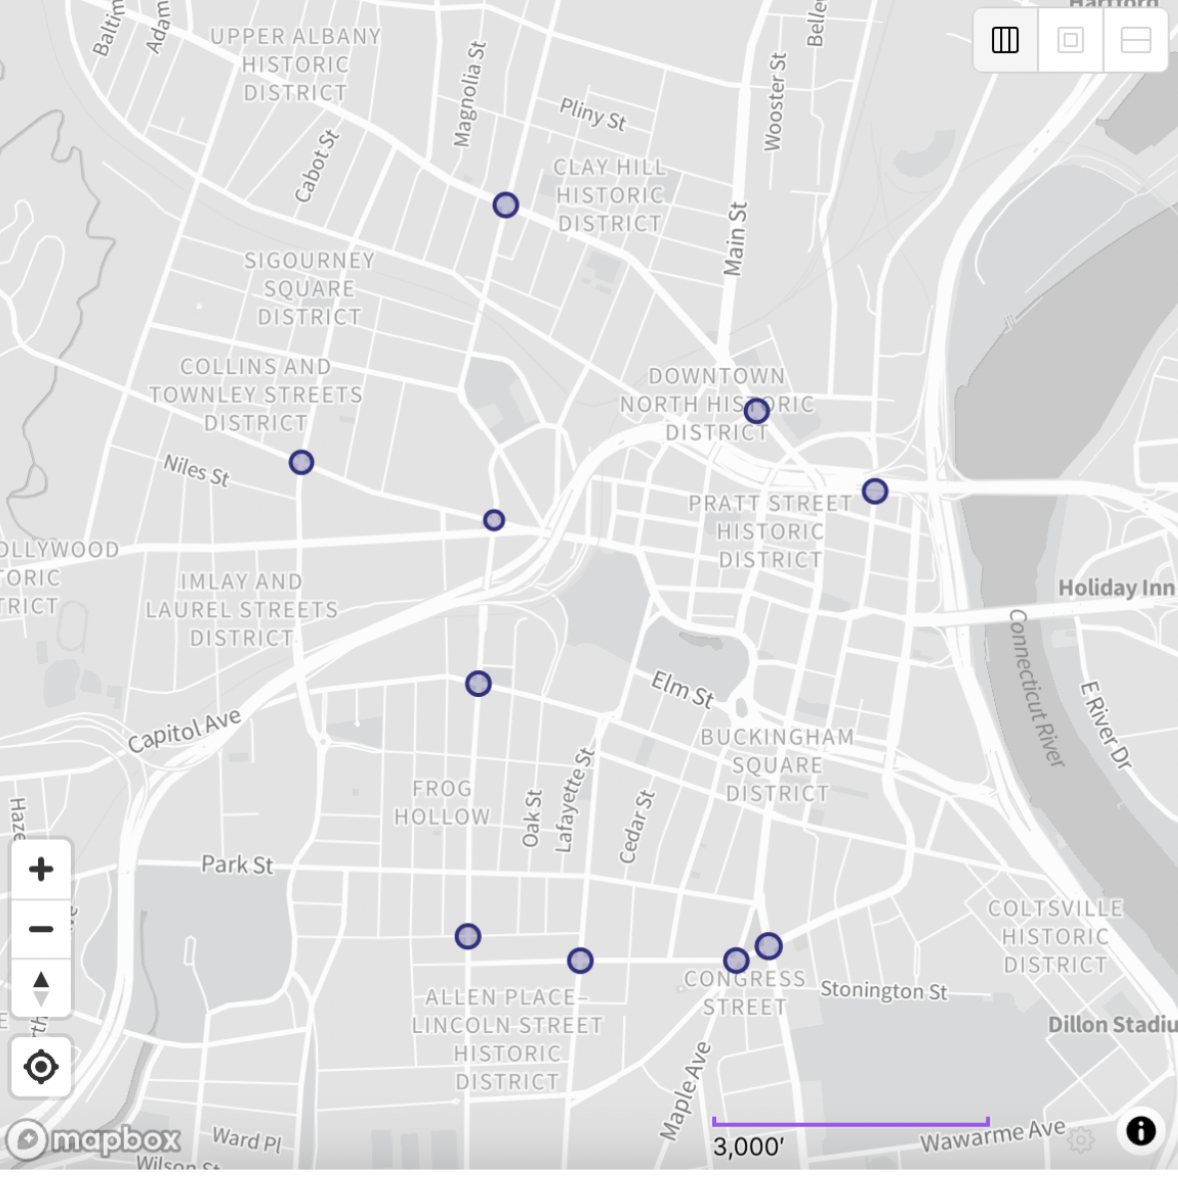 Hartford
Baltim
Adam
UPPER ALBANY
HISTORIC
DISTRICT
Magnolia St
Pliny St
Wooster St
Belle
Cabot St
CLAY HILL
HISTORIC
DISTRICT
Main St
SIGOURNEY
SQUARE
DISTRICT
COLLINS AND
TOWNLEY STREETS
DISTRICT
DOWNTOWN
NORTH HISTORIC
DISTRICT
Niles St
PRATT STREET
HISTORIC
DISTRICT
OLLYWOOD
TORIC
TRICT
IMLAY AND
LAUREL STREETS
DISTRICT
Holiday Inn
Connecticut River
Elm St
E River Dr
Capitol Ave
BUCKINGHAM
SQUARE
DISTRICT
FROG
HOLLOW
Oak St
Lafayette St
Cedar St
Haze
Park St
COLTSVILLE
HISTORIC
DISTRICT
CONGRESS
STREET
Stonington St
ALLEN PLACE–
LINCOLN STREET
HISTORIC
DISTRICT
Dillon Stadiu
Maple Ave
3,000'
Wawarme Ave
mapbox
Ward Pl
Wilson St